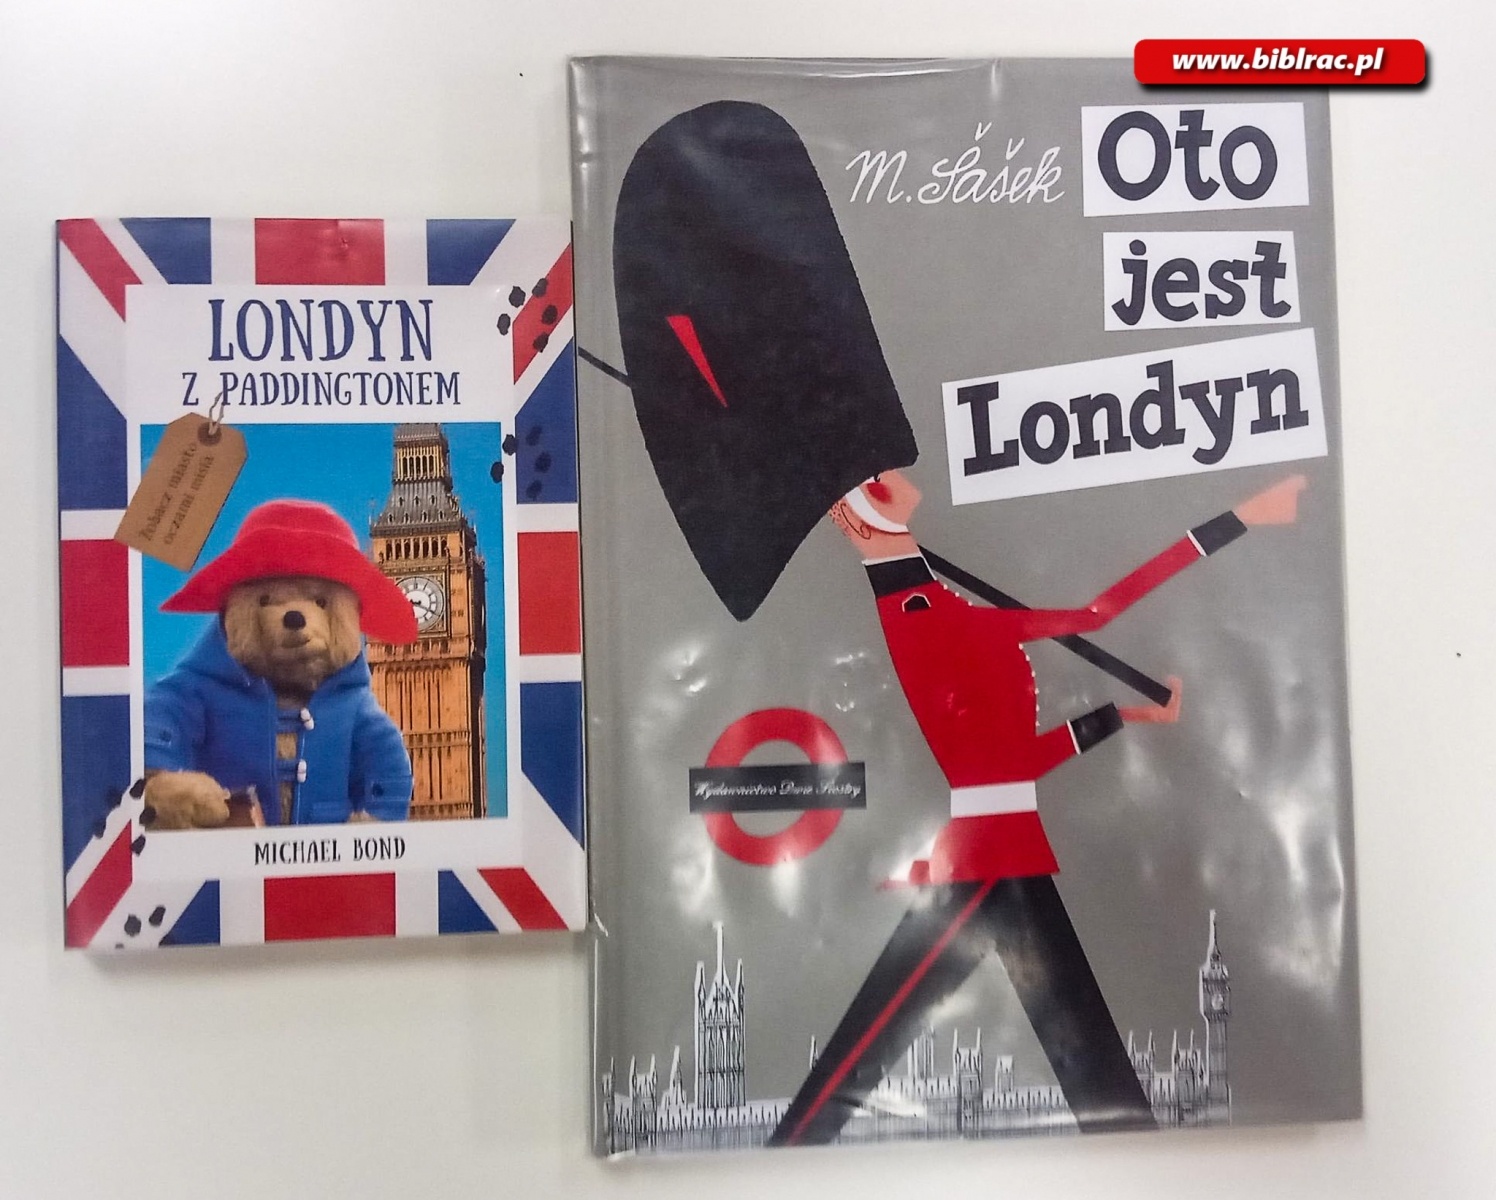 www.biblrac.pl
LONDYN
Z PADDINGTONEM
Zobacz miasto
oczami misia
MICHAEL BOND
M. Šašek
Oto
jest
Londyn
Wydawnictwo Dwie Siostry